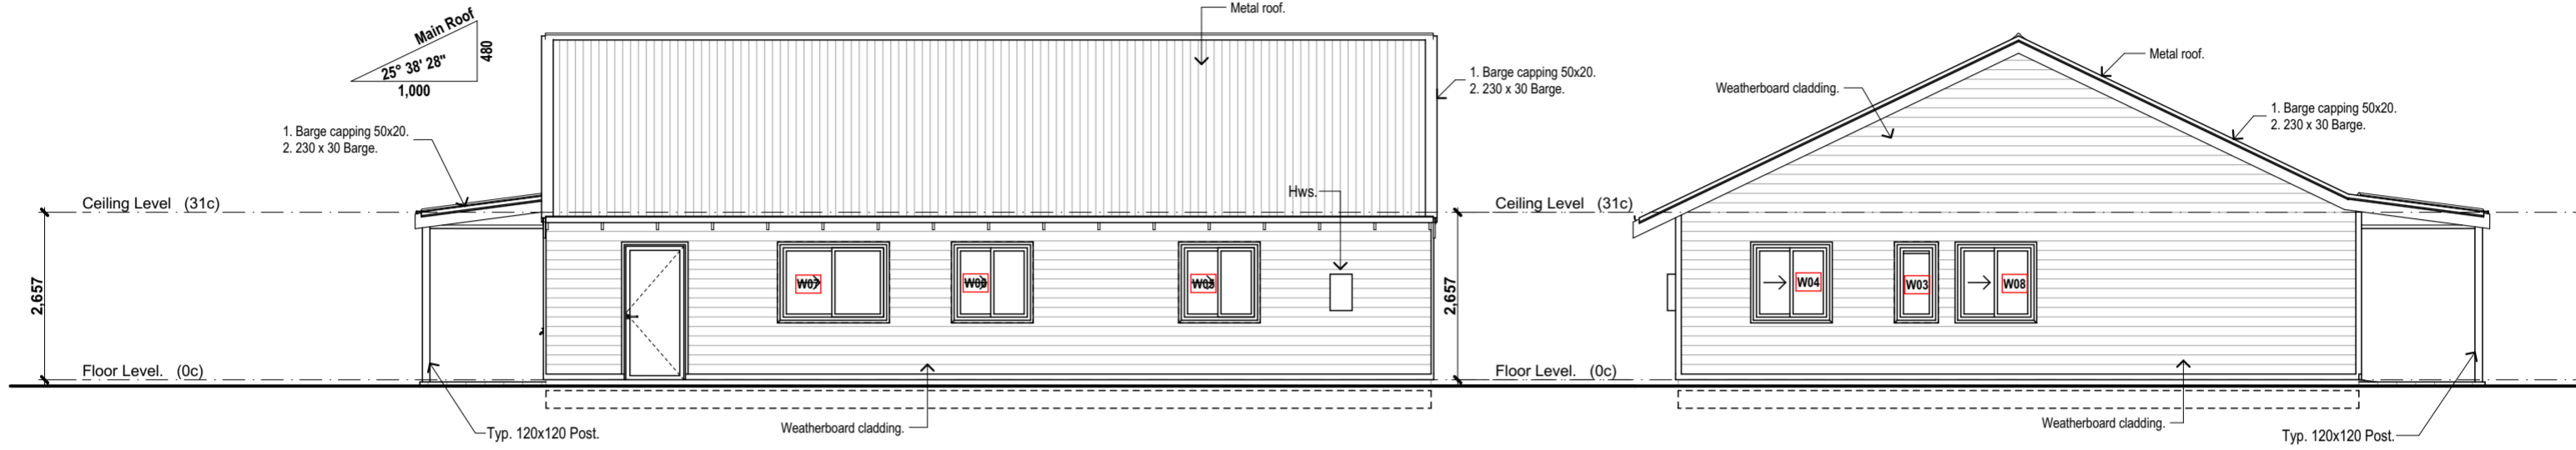 Main Roof
480
25° 38' 28"
1,000
1. Barge capping 50x20.
2. 230 x 30 Barge.
Metal roof.
1. Barge capping 50x20.
2. 230 x 30 Barge.
Ceiling Level (31c)
Hws.
2,657
W07
Floor Level. (0c)
Typ. 120x120 Post.
Weatherboard cladding.
2,657
Metal roof.
Weatherboard cladding.
1. Barge capping 50x20.
2. 230 x 30 Barge.
Ceiling Level (31c)
W04
W03
W08
Floor Level. (0c)
Weatherboard cladding.
Typ. 120x120 Post.